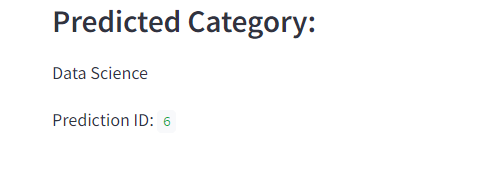 Predicted Category:
Data Science
Prediction ID: 6